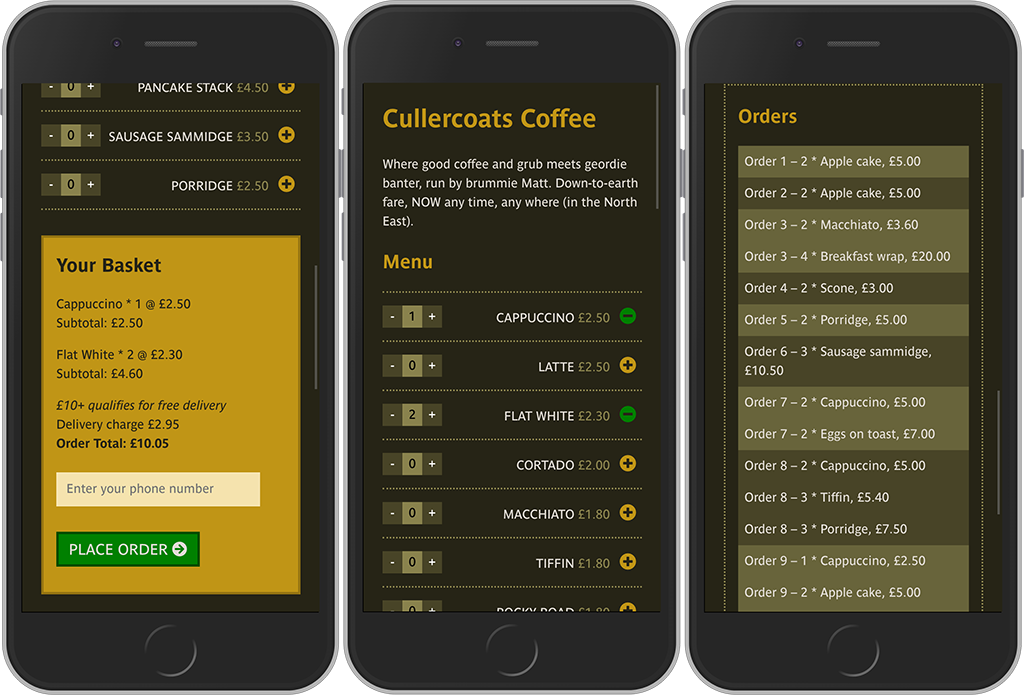 - 0 + PANCAKE STACK £4.50
- 0 + SAUSAGE SAMMIDGE £3.50
- 0 + PORRIDGE £2.50
Your Basket
Cappuccino * 1 @ £2.50
Subtotal: £2.50
Flat White * 2 @ £2.30
Subtotal: £4.60
£10+ qualifies for free delivery
Delivery charge £2.95
Order Total: £10.05
Enter your phone number
PLACE ORDER
Cullercoats Coffee
Where good coffee and grub meets geordie
banter, run by brummie Matt. Down-to-earth
fare, NOW any time, any where (in the North
East).
Menu
- 1 + CAPPUCCINO £2.50
- 0 + LATTE £2.50
- 2 + FLAT WHITE £2.30
- 0 + CORTADO £2.00
- 0 + MACCHIATO £1.80
- 0 + TIFFIN £1.80
- 0 + ROCKY ROAD £1.80
Orders
Order 1 – 2 * Apple cake, £5.00
Order 2 – 2 * Apple cake, £5.00
Order 3 – 2 * Macchiato, £3.60
Order 3 – 4 * Breakfast wrap, £20.00
Order 4 – 2 * Scone, £3.00
Order 5 – 2 * Porridge, £5.00
Order 6 – 3 * Sausage sammidge,
£10.50
Order 7 – 2 * Cappuccino, £5.00
Order 7 – 2 * Eggs on toast, £7.00
Order 8 – 2 * Cappuccino, £5.00
Order 8 – 3 * Tiffin, £5.40
Order 8 – 3 * Porridge, £7.50
Order 9 – 1 * Cappuccino, £2.50
Order 9 – 2 * Apple cake, £5.00